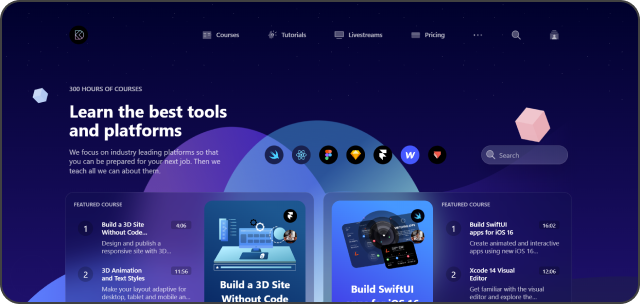 Courses
Tutorials
Livestreams
Pricing
300 HOURS OF COURSES
Learn the best tools
and platforms
We focus on industry leading platforms so that
you can be prepared for your next job. Then we
teach all we can about them.
Search
FEATURED COURSE
1
Build a 3D Site
Without Code...
4:06
Design and publish a
responsive site with 3D...
2
3D Animation
and Text Styles
11:56
Make your layout adaptive for
desktop, tablet and mobile an...
Build a 3D Site
Without Code
Build SwiftUI
FEATURED COURSE
1
Build SwiftUI
apps for iOS 16
16:02
Create animated and interactive
apps using new iOS 16...
2
Xcode 14 Visual
Editor
12:06
Get familiar with the visual
editor and explore the...